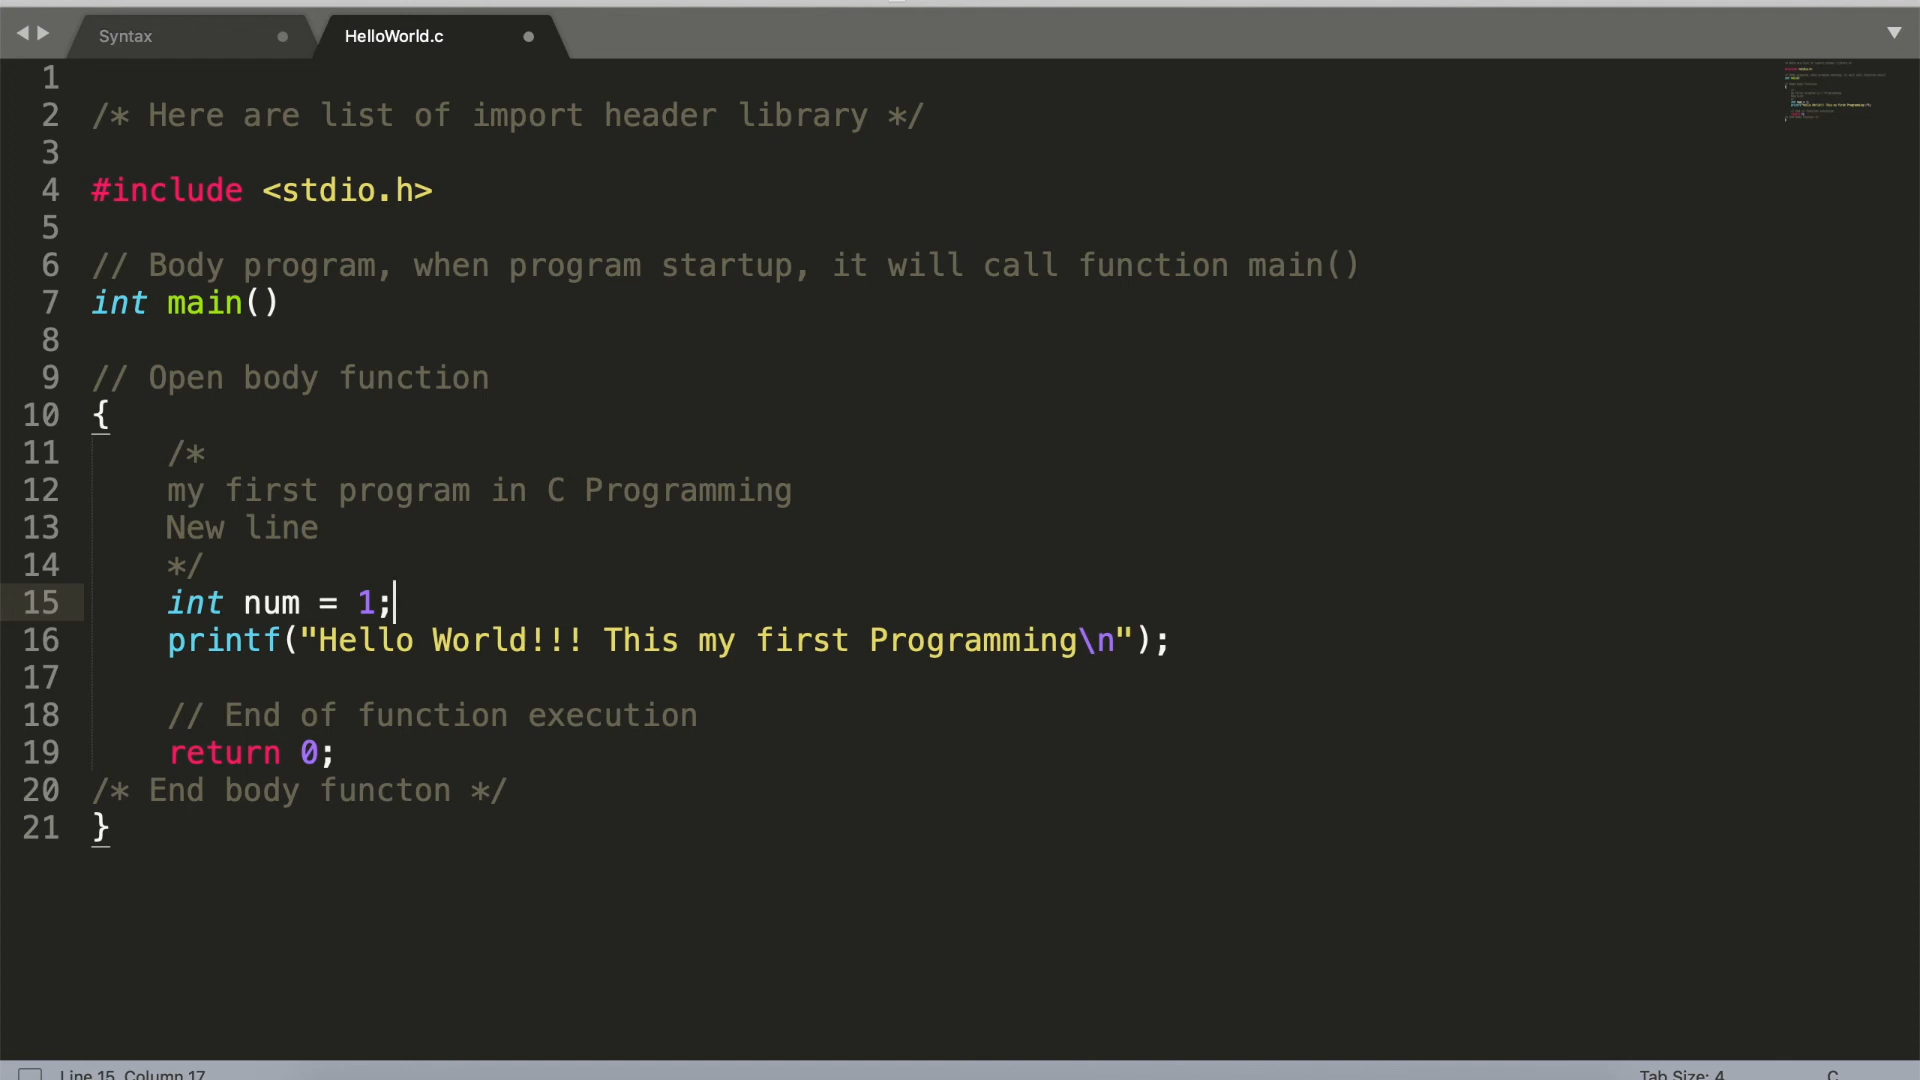 Syntax
HelloWorld.c
1
2 /* Here are list of import header library */
3
4 #include <stdio.h>
5
6 // Body program, when program startup, it will call function main()
7 int main()
8
9 // Open body function
10 {
11 /*
12 my first program in C Programming
13 New line
14 */
15 int num = 1;
16 printf("Hello World!!! This my first Programming\n");
17
18 // End of function execution
19 return 0;
20 /* End body functon */
21 }
Line 15, Column 17
Tab Size: 4
C